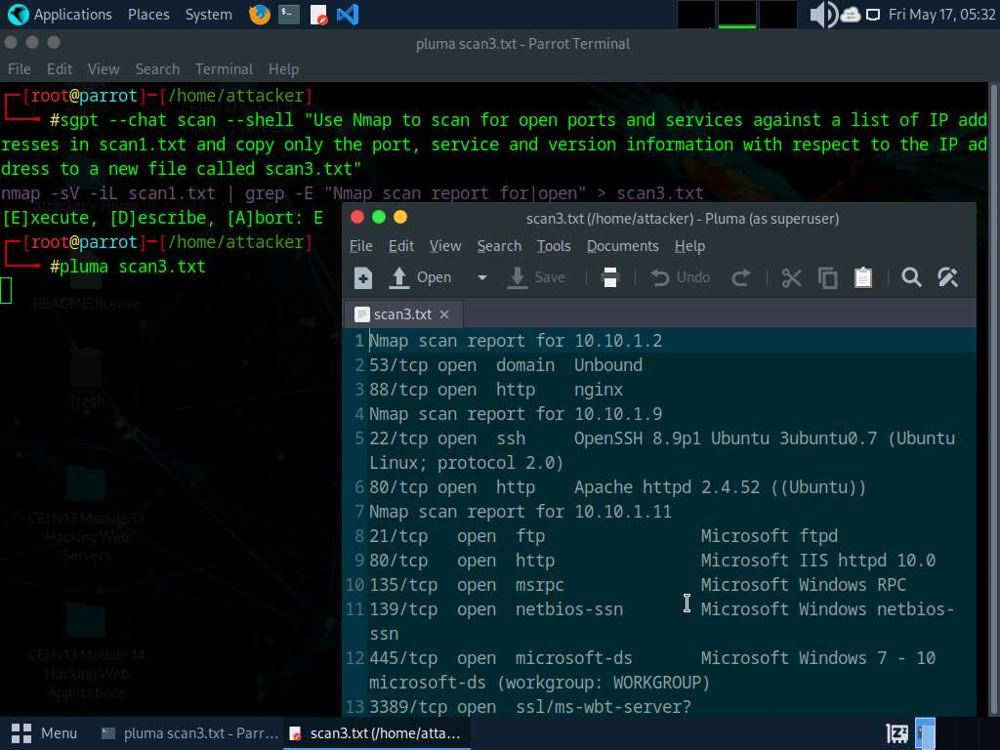 Applications Places System Fri May 17, 05:32
pluma scan3.txt - Parrot Terminal
File Edit View Search Terminal Help
[root@parrot]─[/home/attacker]
#sgpt --chat scan --shell "Use Nmap to scan for open ports and services against a list of IP add
resses in scan1.txt and copy only the port, service and version information with respect to the IP ad
dress to a new file called scan3.txt"
nmap -sV -iL scan1.txt | grep -E "Nmap scan report for|open" > scan3.txt
[E]xecute, [D]escribe, [A]bort: E
[root@parrot]─[/home/attacker]
#pluma scan3.txt
README.license
Trash
CEHv13 Module 13
Hacking Web
Servers
CEHv13 Module 14
Hacking Web
Applications
scan3.txt (/home/attacker) - Pluma (as superuser)
File Edit View Search Tools Documents Help
Open Save Undo
scan3.txt
1 Nmap scan report for 10.10.1.2
2 53/tcp open domain Unbound
3 88/tcp open http nginx
4 Nmap scan report for 10.10.1.9
5 22/tcp open ssh OpenSSH 8.9p1 Ubuntu 3ubuntu0.7 (Ubuntu
Linux; protocol 2.0)
6 80/tcp open http Apache httpd 2.4.52 ((Ubuntu))
7 Nmap scan report for 10.10.1.11
8 21/tcp open ftp Microsoft ftpd
9 80/tcp open http Microsoft IIS httpd 10.0
10 135/tcp open msrpc Microsoft Windows RPC
11 139/tcp open netbios-ssn Microsoft Windows netbios-
ssn
12 445/tcp open microsoft-ds Microsoft Windows 7 - 10
microsoft-ds (workgroup: WORKGROUP)
13 3389/tcp open ssl/ms-wbt-server?
Menu pluma scan3.txt - Parr... scan3.txt (/home/atta...